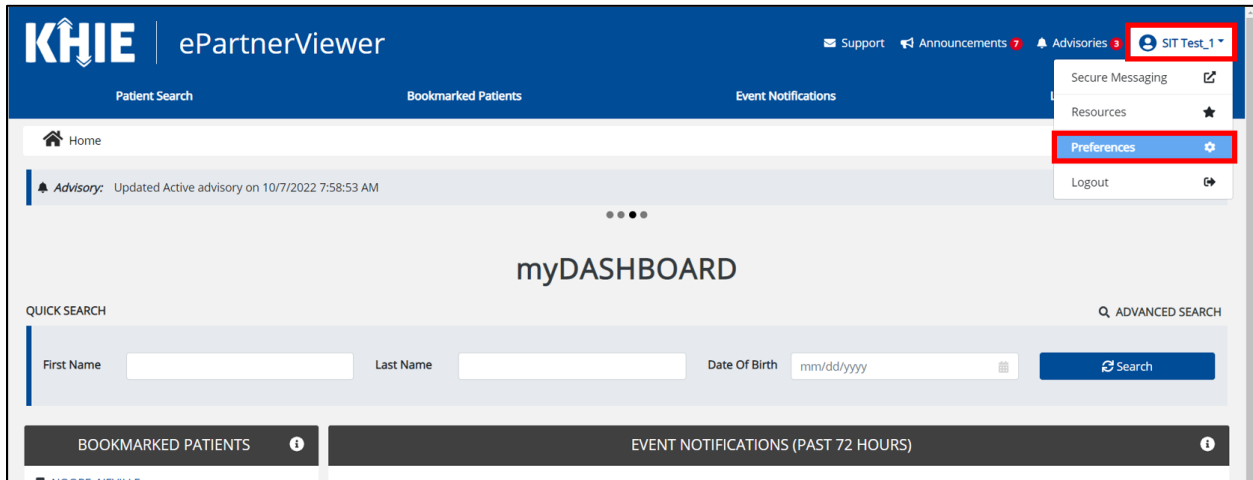 KHIE ePartnerViewer
Support Announcements 7 Advisories 3 SIT Test_1
Patient Search Bookmarked Patients Event Notifications
Secure Messaging
Resources
Preferences
Logout
Home
Advisory: Updated Active advisory on 10/7/2022 7:58:53 AM
myDASHBOARD
QUICK SEARCH ADVANCED SEARCH
First Name Last Name Date Of Birth mm/dd/yyyy Search
BOOKMARKED PATIENTS EVENT NOTIFICATIONS (PAST 72 HOURS)